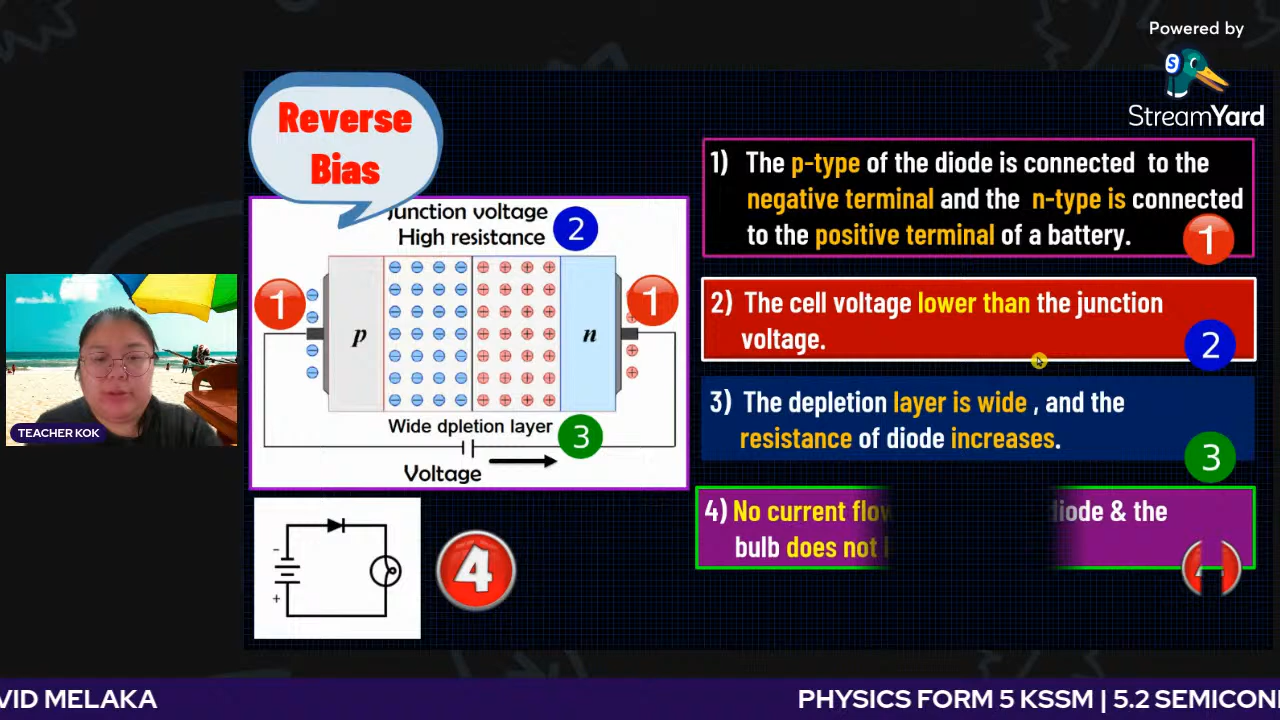 Powered by
StreamYard
Reverse
Bias
Junction voltage
High resistance
2
1
1
p
n
Wide dpletion layer
3
Voltage
-
+
4
1) The p-type of the diode is connected to the
negative terminal and the n-type is connected
to the positive terminal of a battery.
1
2) The cell voltage lower than the junction
voltage.
2
3) The depletion layer is wide , and the
resistance of diode increases.
3
4) No current flow diode & the
bulb does not
TEACHER KOK
VID MELAKA
PHYSICS FORM 5 KSSM | 5.2 SEMICON